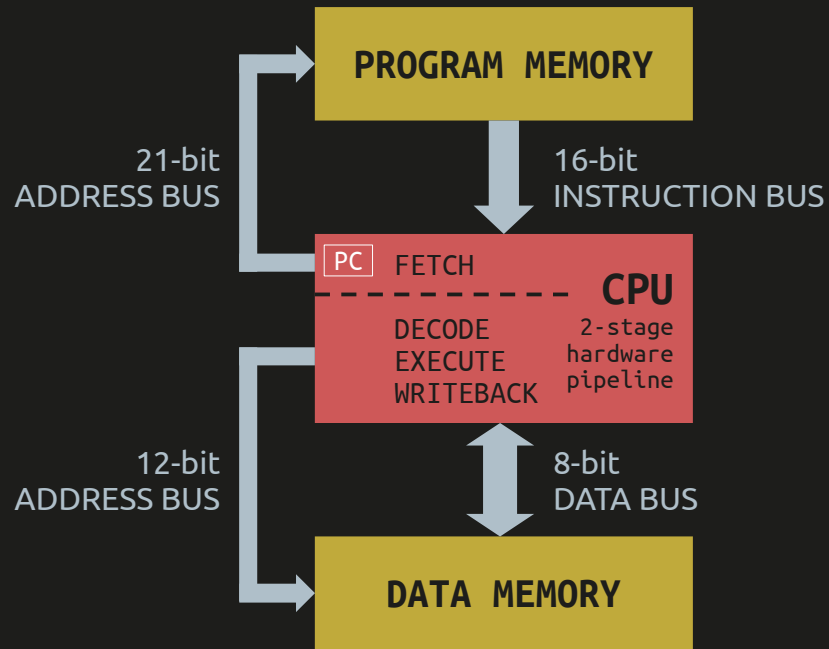 PROGRAM MEMORY
21-bit
ADDRESS BUS
16-bit
INSTRUCTION BUS
PC
FETCH
CPU
2-stage
hardware
pipeline
DECODE
EXECUTE
WRITEBACK
12-bit
ADDRESS BUS
8-bit
DATA BUS
DATA MEMORY